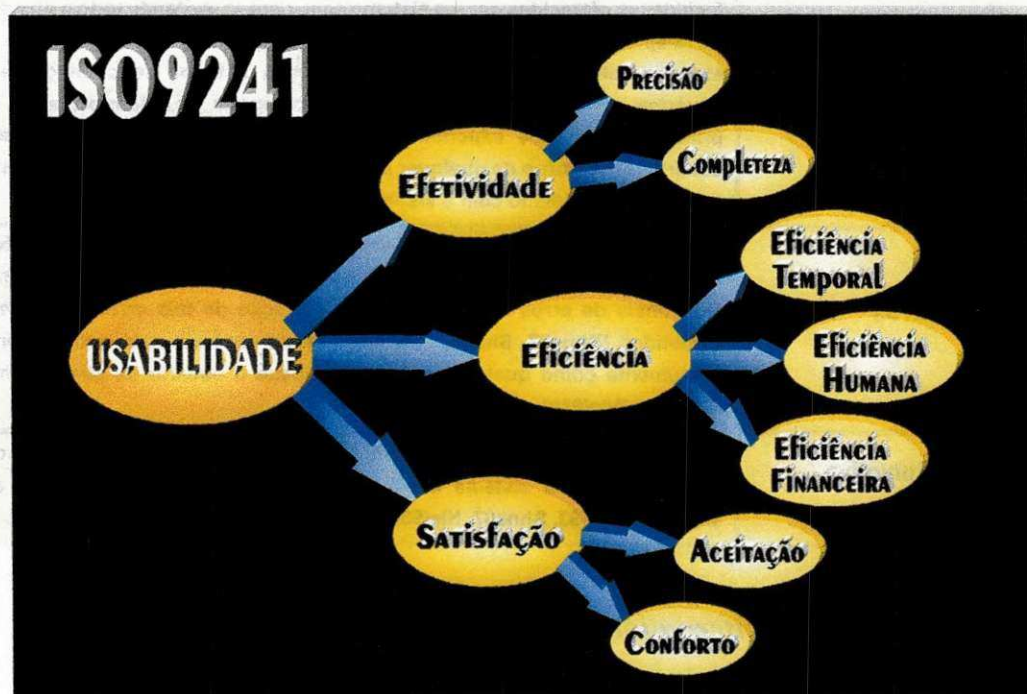 ISO9241
PRECISÃO
COMPLETEZA
EFETIVIDADE
EFICIÊNCIA
TEMPORAL
USABILIDADE
EFICIÊNCIA
EFICIÊNCIA
HUMANA
EFICIÊNCIA
FINANCEIRA
SATISFAÇÃO
ACEITAÇÃO
CONFORTO